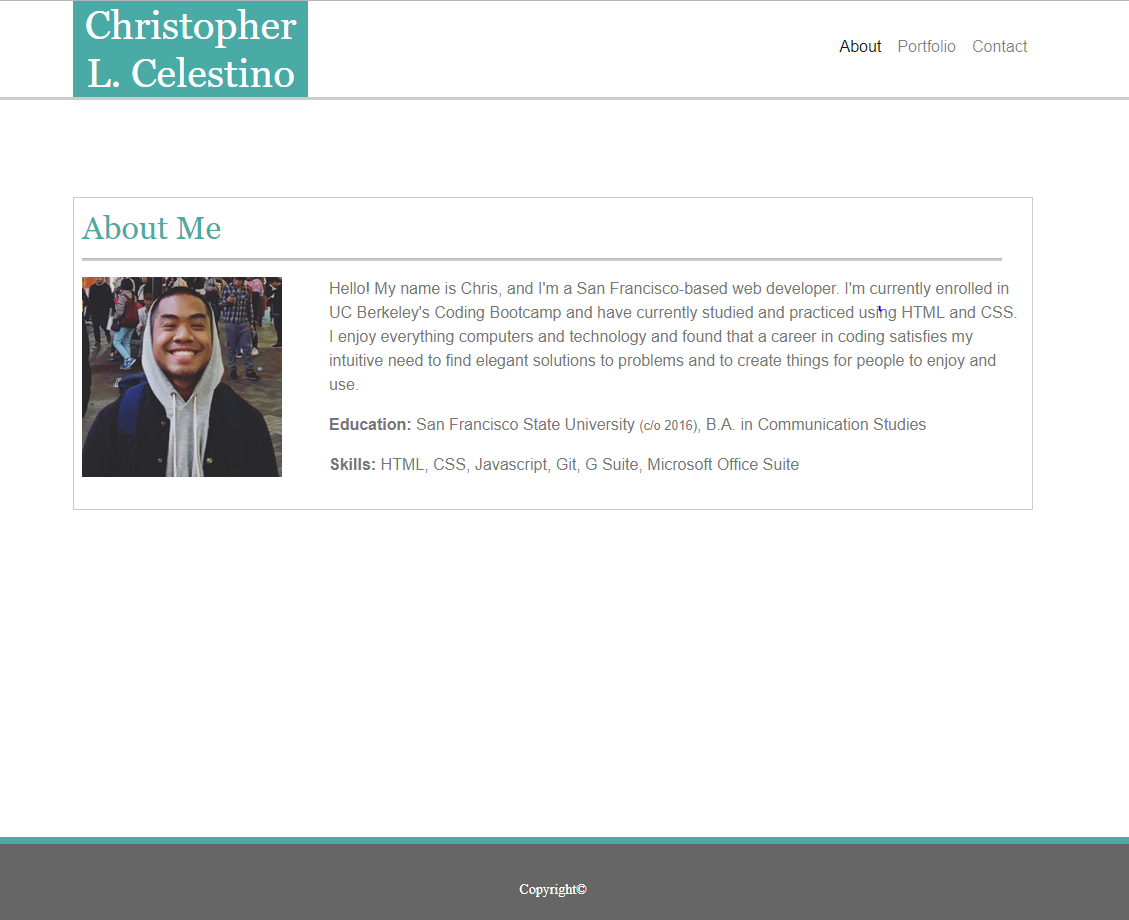 Christopher
L. Celestino
About Portfolio Contact
About Me
Hello! My name is Chris, and I'm a San Francisco-based web developer. I'm currently enrolled in
UC Berkeley's Coding Bootcamp and have currently studied and practiced using HTML and CSS.
I enjoy everything computers and technology and found that a career in coding satisfies my
intuitive need to find elegant solutions to problems and to create things for people to enjoy and
use.
Education: San Francisco State University (c/o 2016), B.A. in Communication Studies
Skills: HTML, CSS, Javascript, Git, G Suite, Microsoft Office Suite
Copyright©